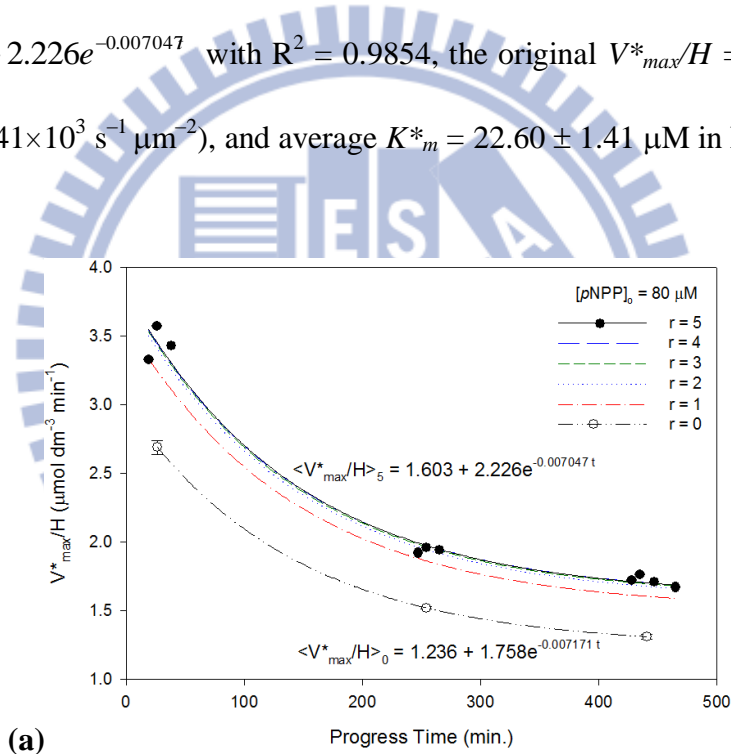 2.226e^{-0.007047t} with R² = 0.9854, the original V*_{max}/H =
41×10³ s⁻¹ μm⁻²), and average K*_m = 22.60 ± 1.41 μM in
E S A
4.0
3.5
3.0
2.5
2.0
1.5
1.0
V*_{max}/H (μmol dm⁻³ min⁻¹)
[pNPP]ₒ = 80 μM
r = 5
r = 4
r = 3
r = 2
r = 1
r = 0
<V*_{max}/H>₅ = 1.603 + 2.226e^{-0.007047 t}
<V*_{max}/H>₀ = 1.236 + 1.758e^{-0.007171 t}
0 100 200 300 400 500
Progress Time (min.)
(a)